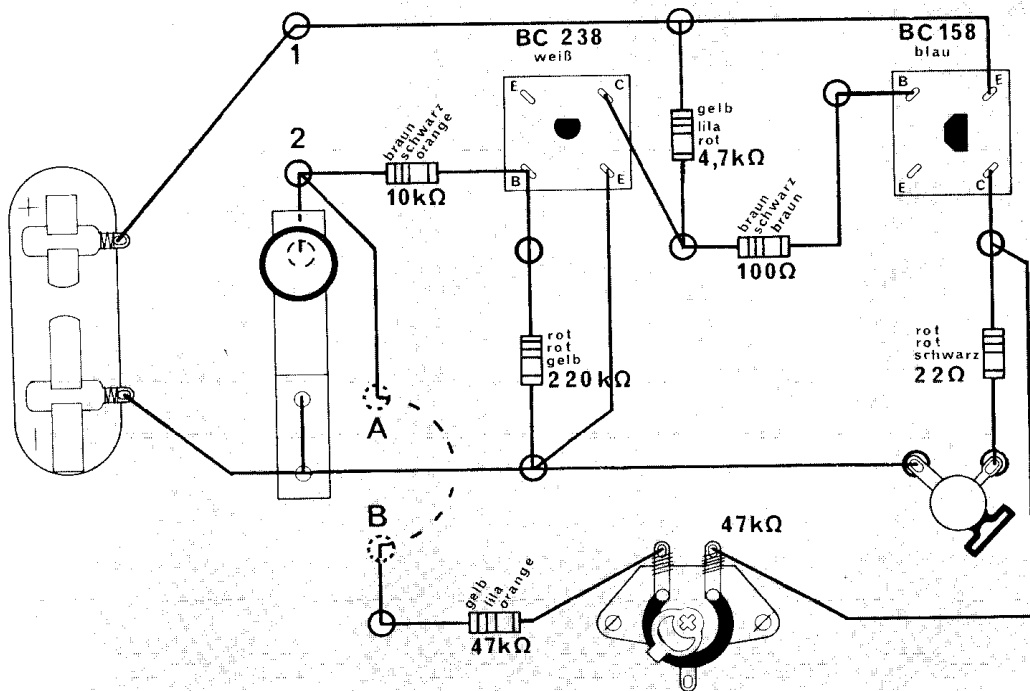 1
BC 238
weiß
E
C
B
E
BC 158
blau
B
E
E
C
gelb
lila
rot
4,7kΩ
2
braun
schwarz
orange
10kΩ
braun
schwarz
braun
100Ω
+
rot
rot
gelb
220kΩ
rot
rot
schwarz
22Ω
A
−
B
47kΩ
gelb
lila
orange
47kΩ